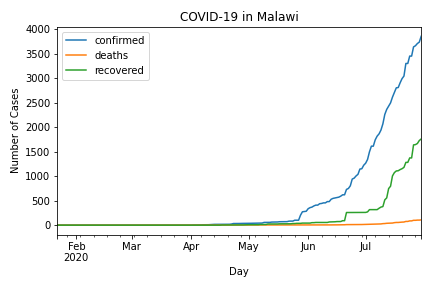 COVID-19 in Malawi
confirmed
deaths
recovered
Number of Cases
4000
3500
3000
2500
2000
1500
1000
500
0
Feb Mar Apr May Jun Jul
2020
Day